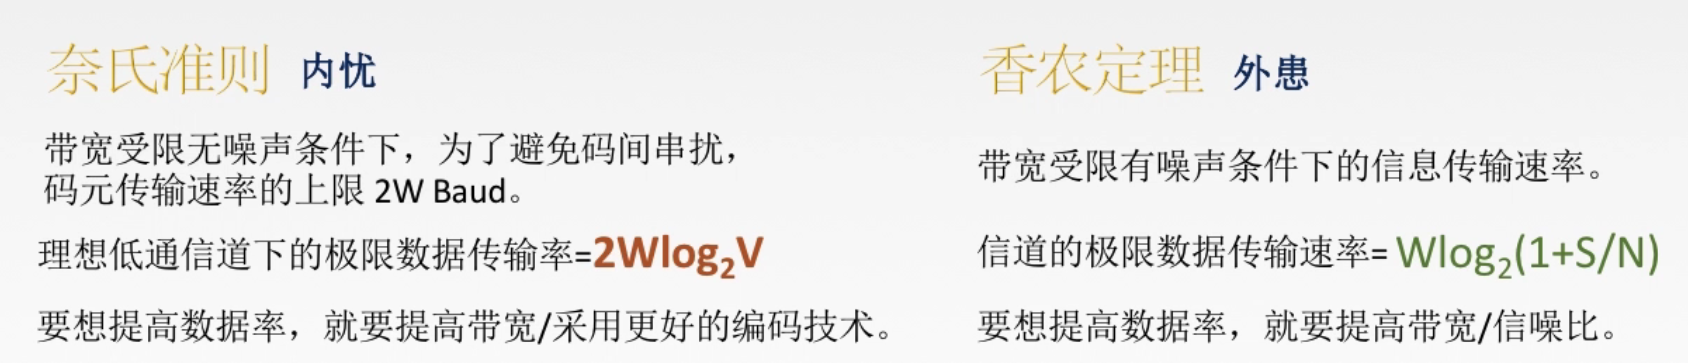 奈氏准则 内忧
带宽受限无噪声条件下，为了避免码间串扰，
码元传输速率的上限 2W Baud。
理想低通信道下的极限数据传输率=2Wlog₂V
要想提高数据率，就要提高带宽/采用更好的编码技术。
香农定理 外患
带宽受限有噪声条件下的信息传输速率。
信道的极限数据传输速率= Wlog₂(1+S/N)
要想提高数据率，就要提高带宽/信噪比。